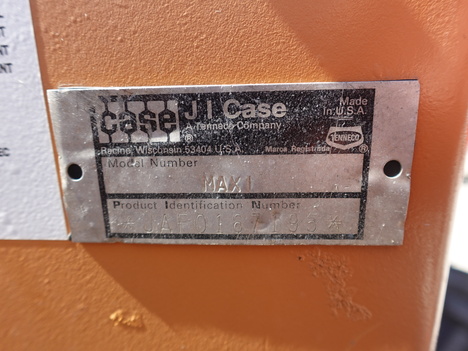 case
J I Case
A Tenneco Company
Made
In U.S.A.
TENNECO
Racine, Wisconsin 53404 U.S.A.
Marca Registrada
Model Number
MAX1
Product Identification Number